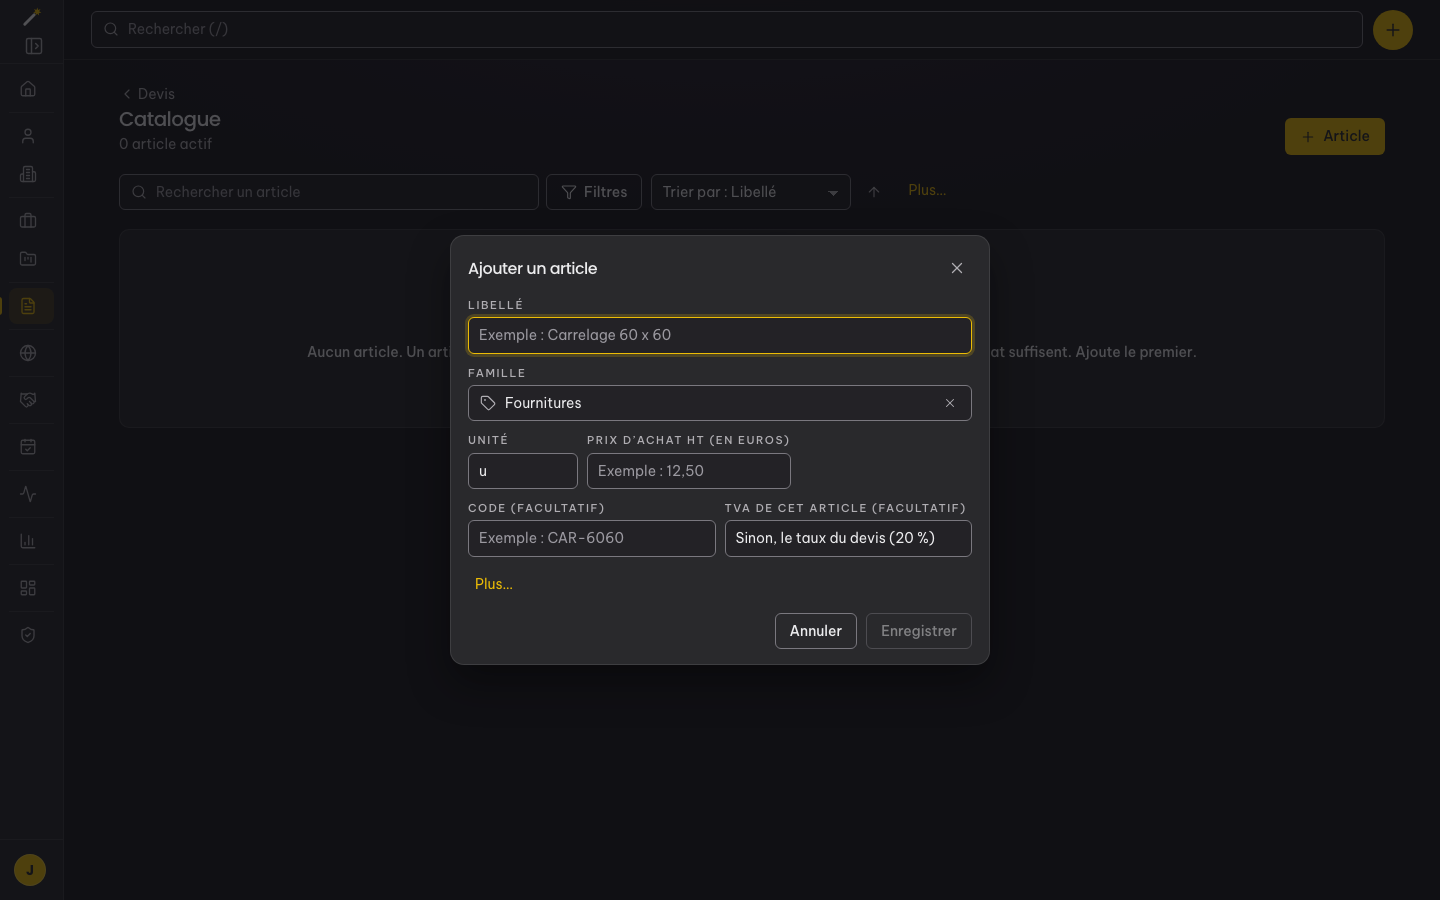 Rechercher (/)
Devis
Catalogue
0 article actif
Article
Rechercher un article
Filtres
Trier par : Libellé
Plus...
Aucun article. Un
at suffisent. Ajoute le premier.
Ajouter un article
LIBELLÉ
Exemple : Carrelage 60 x 60
FAMILLE
Fournitures
UNITÉ
PRIX D'ACHAT HT (EN EUROS)
u
Exemple : 12,50
CODE (FACULTATIF)
TVA DE CET ARTICLE (FACULTATIF)
Exemple : CAR-6060
Sinon, le taux du devis (20 %)
Plus...
Annuler
Enregistrer
J